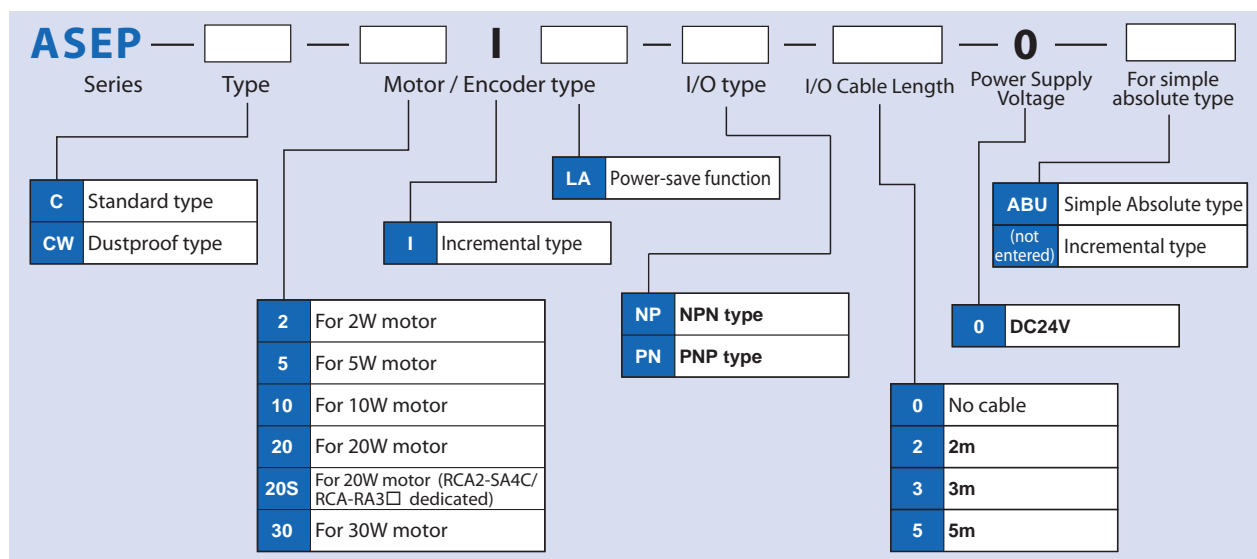 ASEP — — I — — — 0 —
Series Type Motor / Encoder type I/O type I/O Cable Length Power Supply Voltage For simple absolute type
C Standard type
CW Dustproof type
2 For 2W motor
5 For 5W motor
10 For 10W motor
20 For 20W motor
20S For 20W motor (RCA2-SA4C/
RCA-RA3□ dedicated)
30 For 30W motor
I Incremental type
LA Power-save function
NP NPN type
PN PNP type
0 No cable
2 2m
3 3m
5 5m
0 DC24V
ABU Simple Absolute type
(not
entered) Incremental type